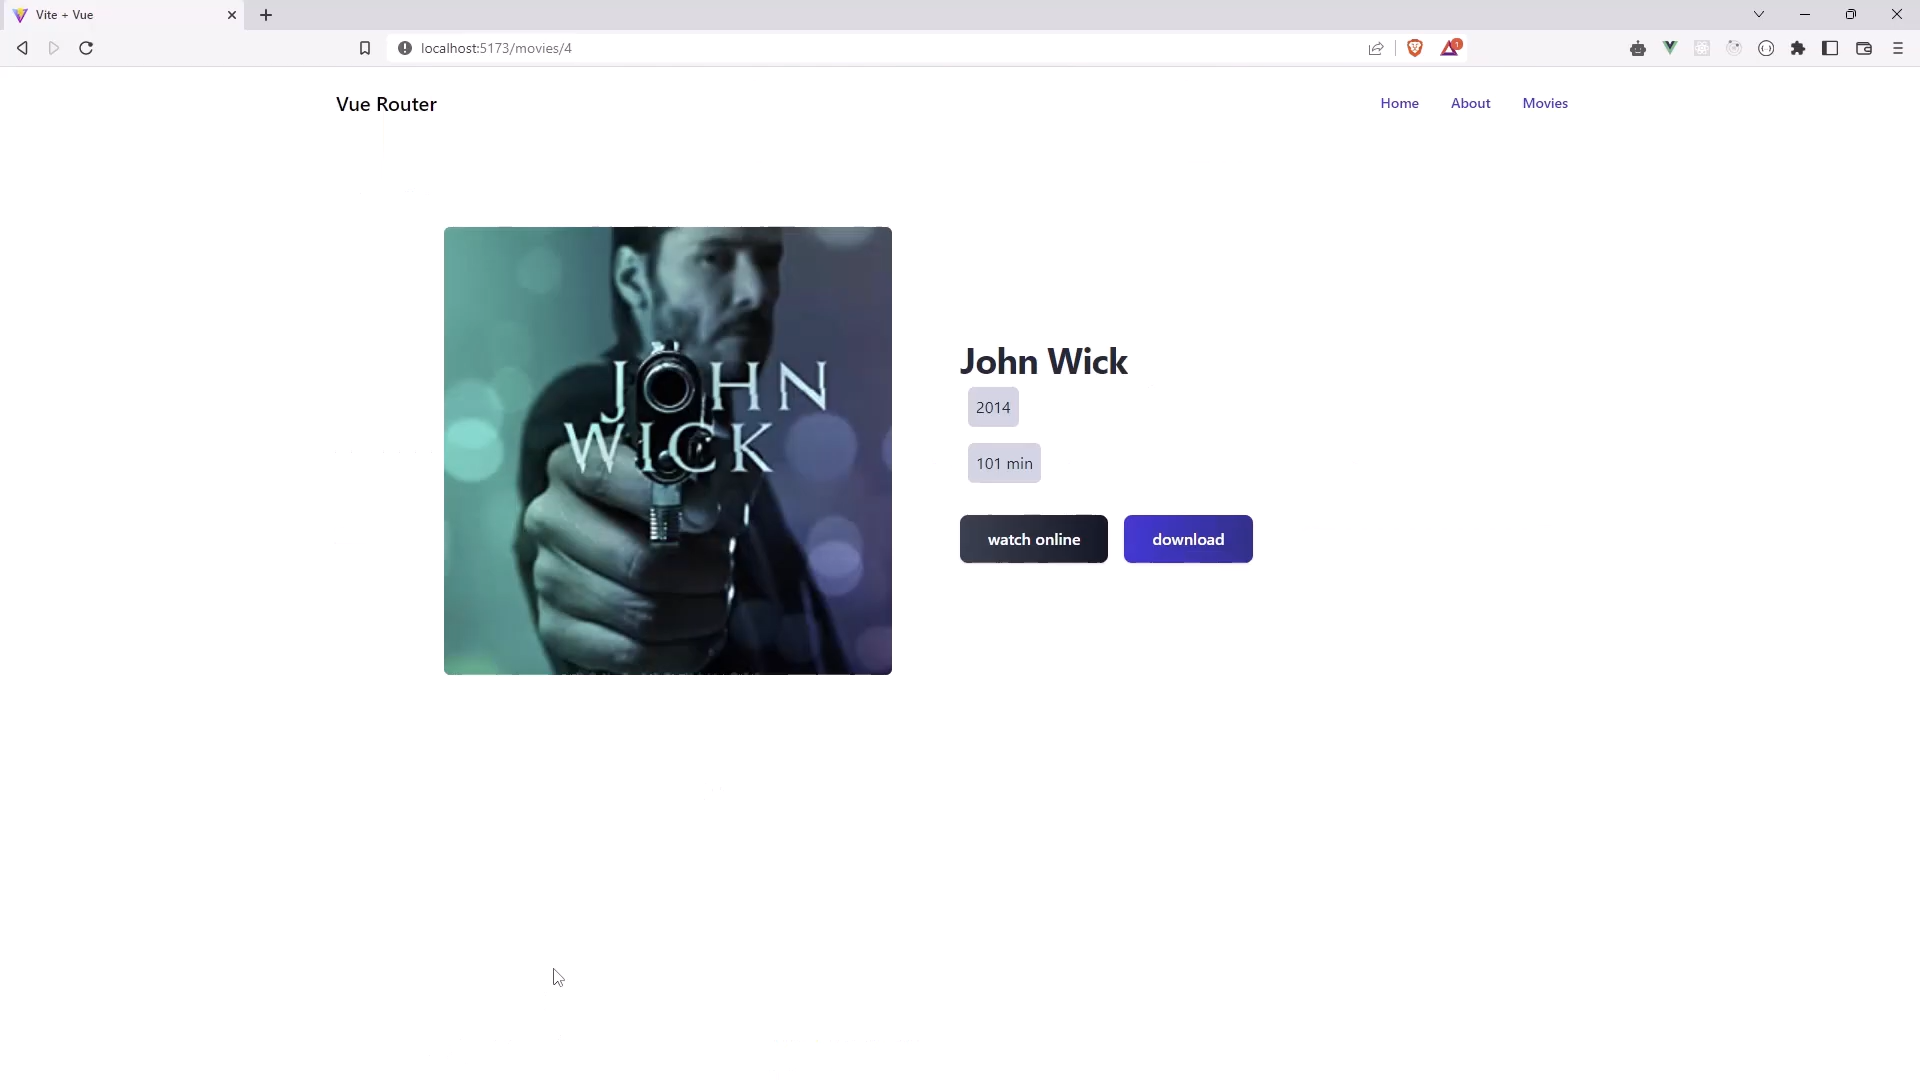 Vite + Vue
localhost:5173/movies/4
1
Vue Router
Home About Movies
JOHN
WICK
John Wick
2014
101 min
watch online download